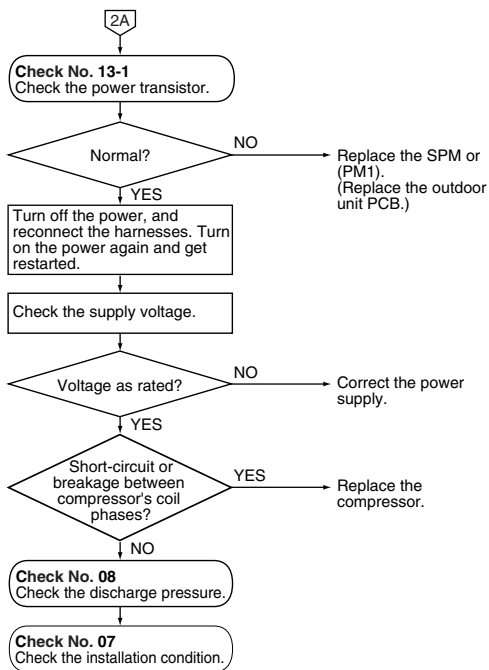 2A
Check No. 13-1
Check the power transistor.
Normal?
NO
Replace the SPM or
(PM1).
(Replace the outdoor
unit PCB.)
YES
Turn off the power, and
reconnect the harnesses. Turn
on the power again and get
restarted.
Check the supply voltage.
Voltage as rated?
NO
Correct the power
supply.
YES
Short-circuit or
breakage between
compressor's coil
phases?
YES
Replace the
compressor.
NO
Check No. 08
Check the discharge pressure.
Check No. 07
Check the installation condition.